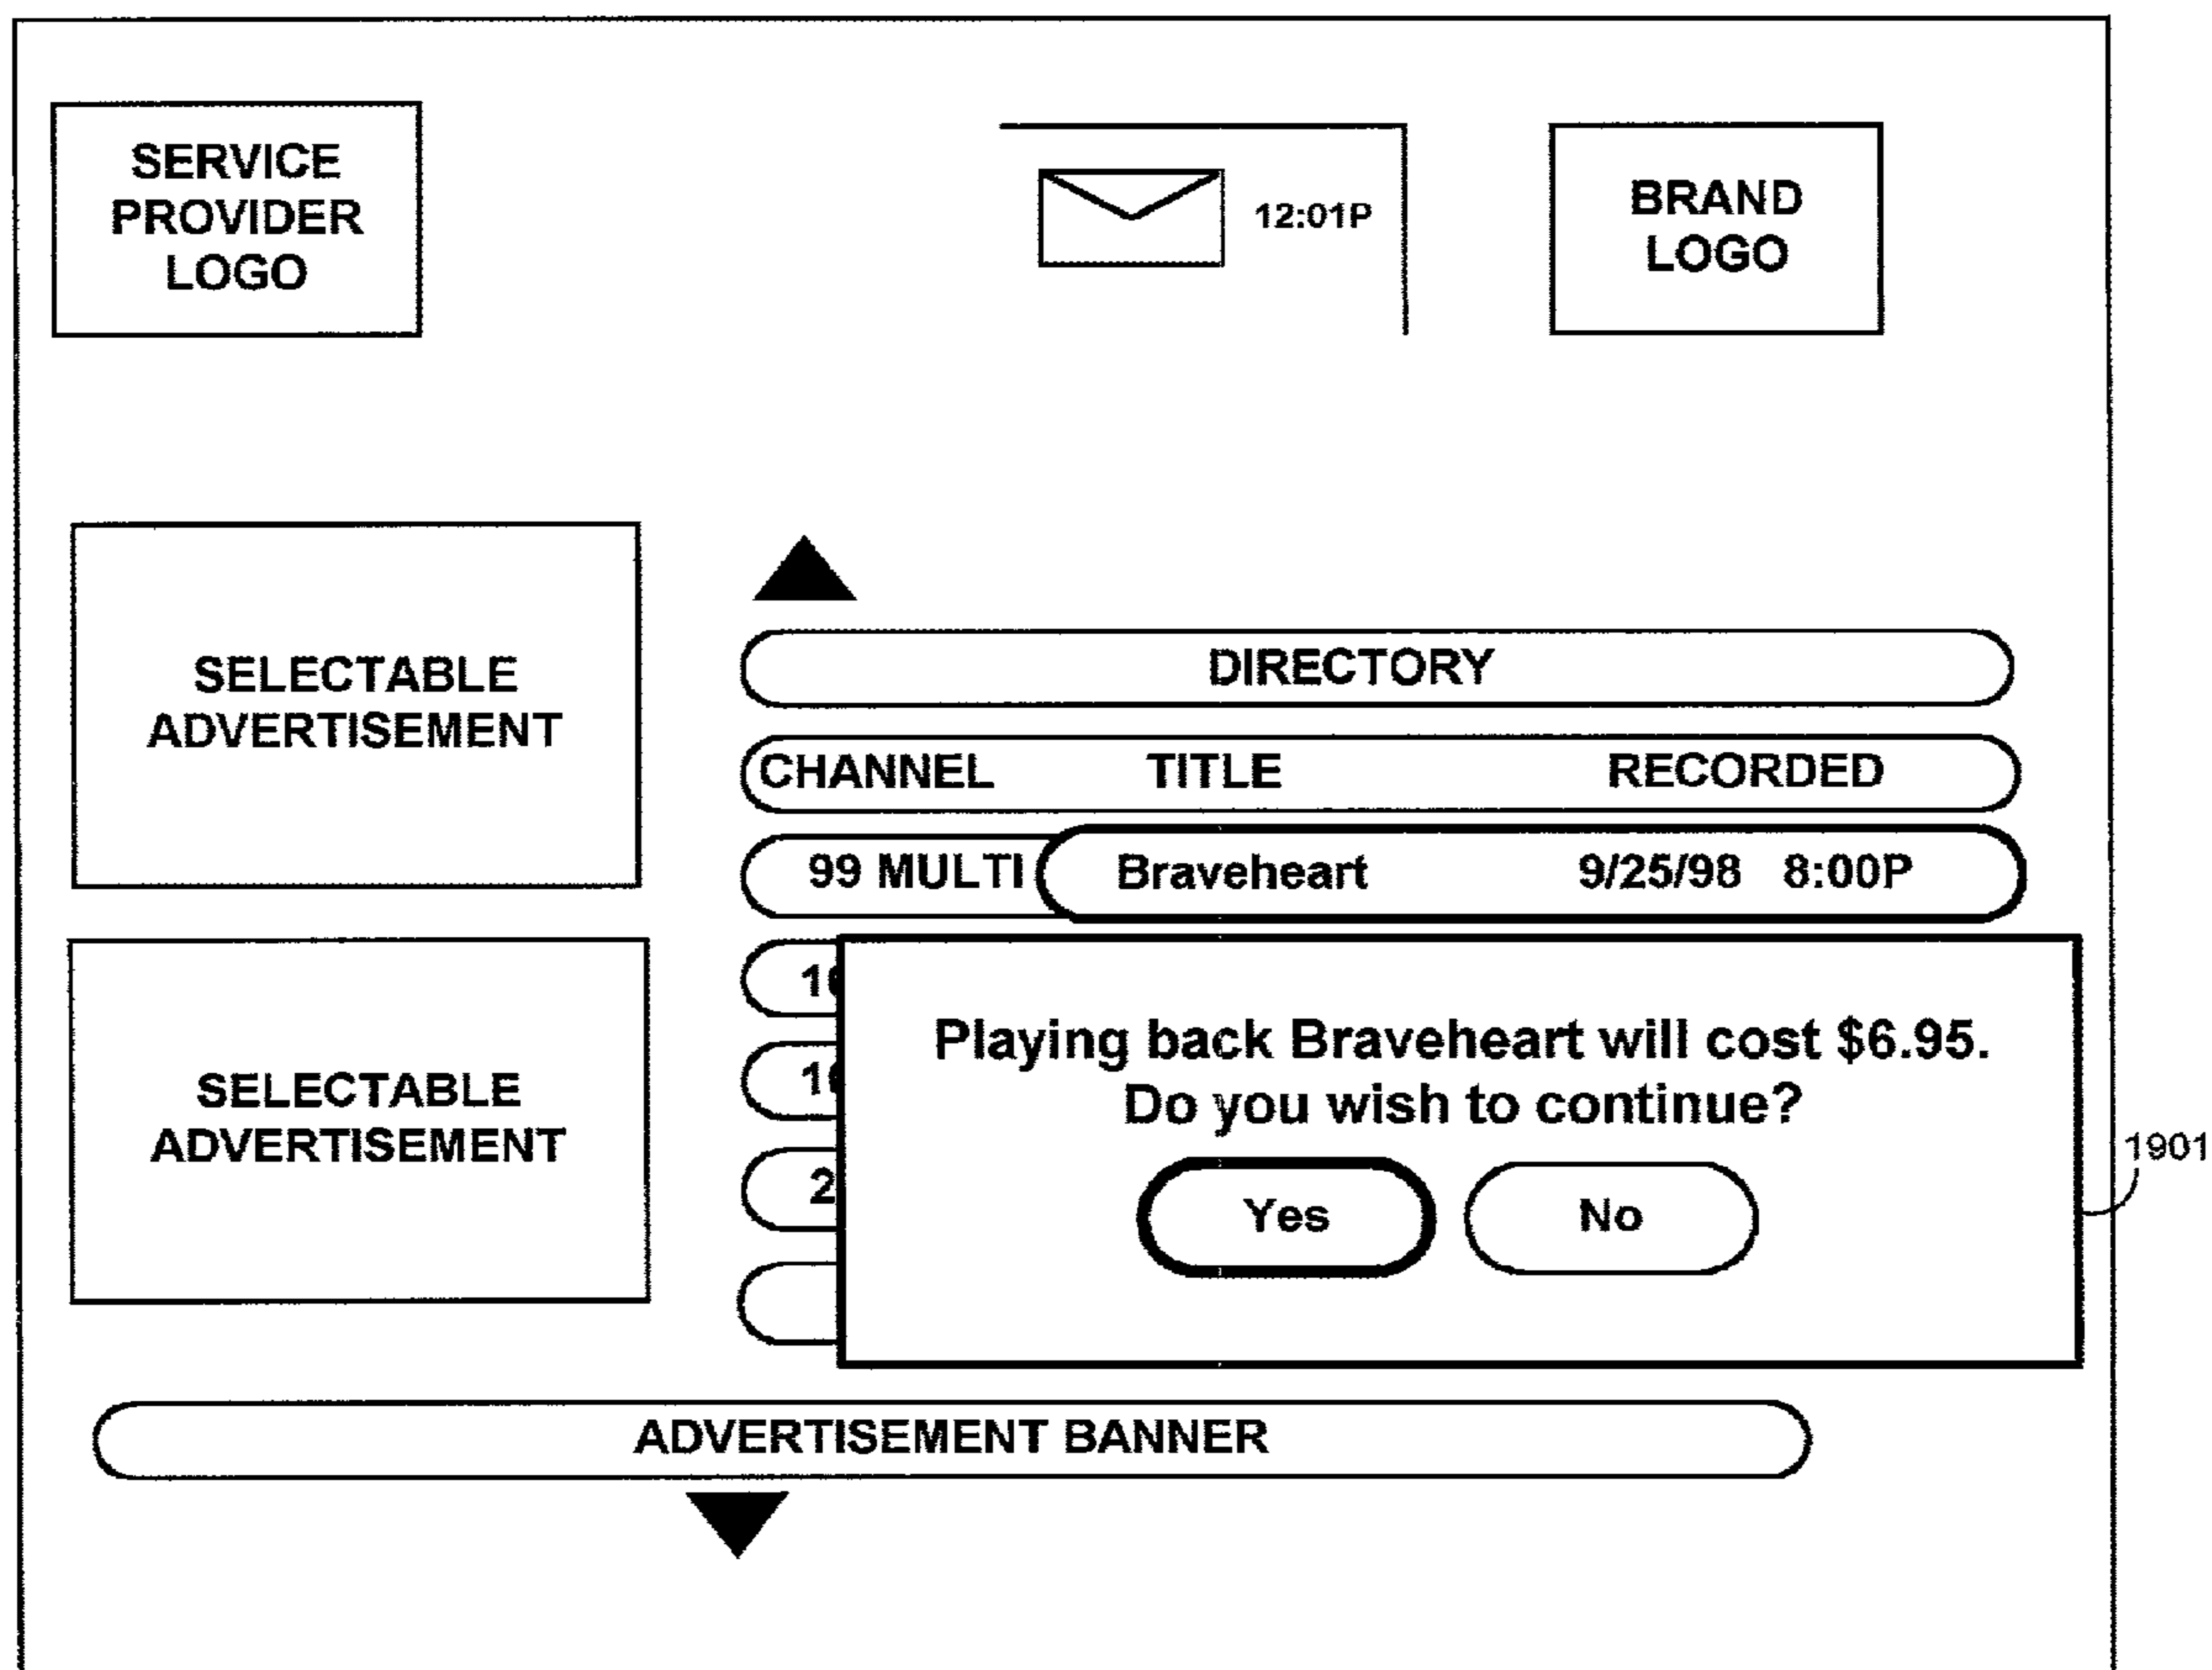 SERVICE
PROVIDER
LOGO
12:01P
BRAND
LOGO
SELECTABLE
ADVERTISEMENT
DIRECTORY
CHANNEL TITLE RECORDED
99 MULTI Braveheart 9/25/98 8:00P
SELECTABLE
ADVERTISEMENT
Playing back Braveheart will cost $6.95.
Do you wish to continue?
Yes No
1901
ADVERTISEMENT BANNER